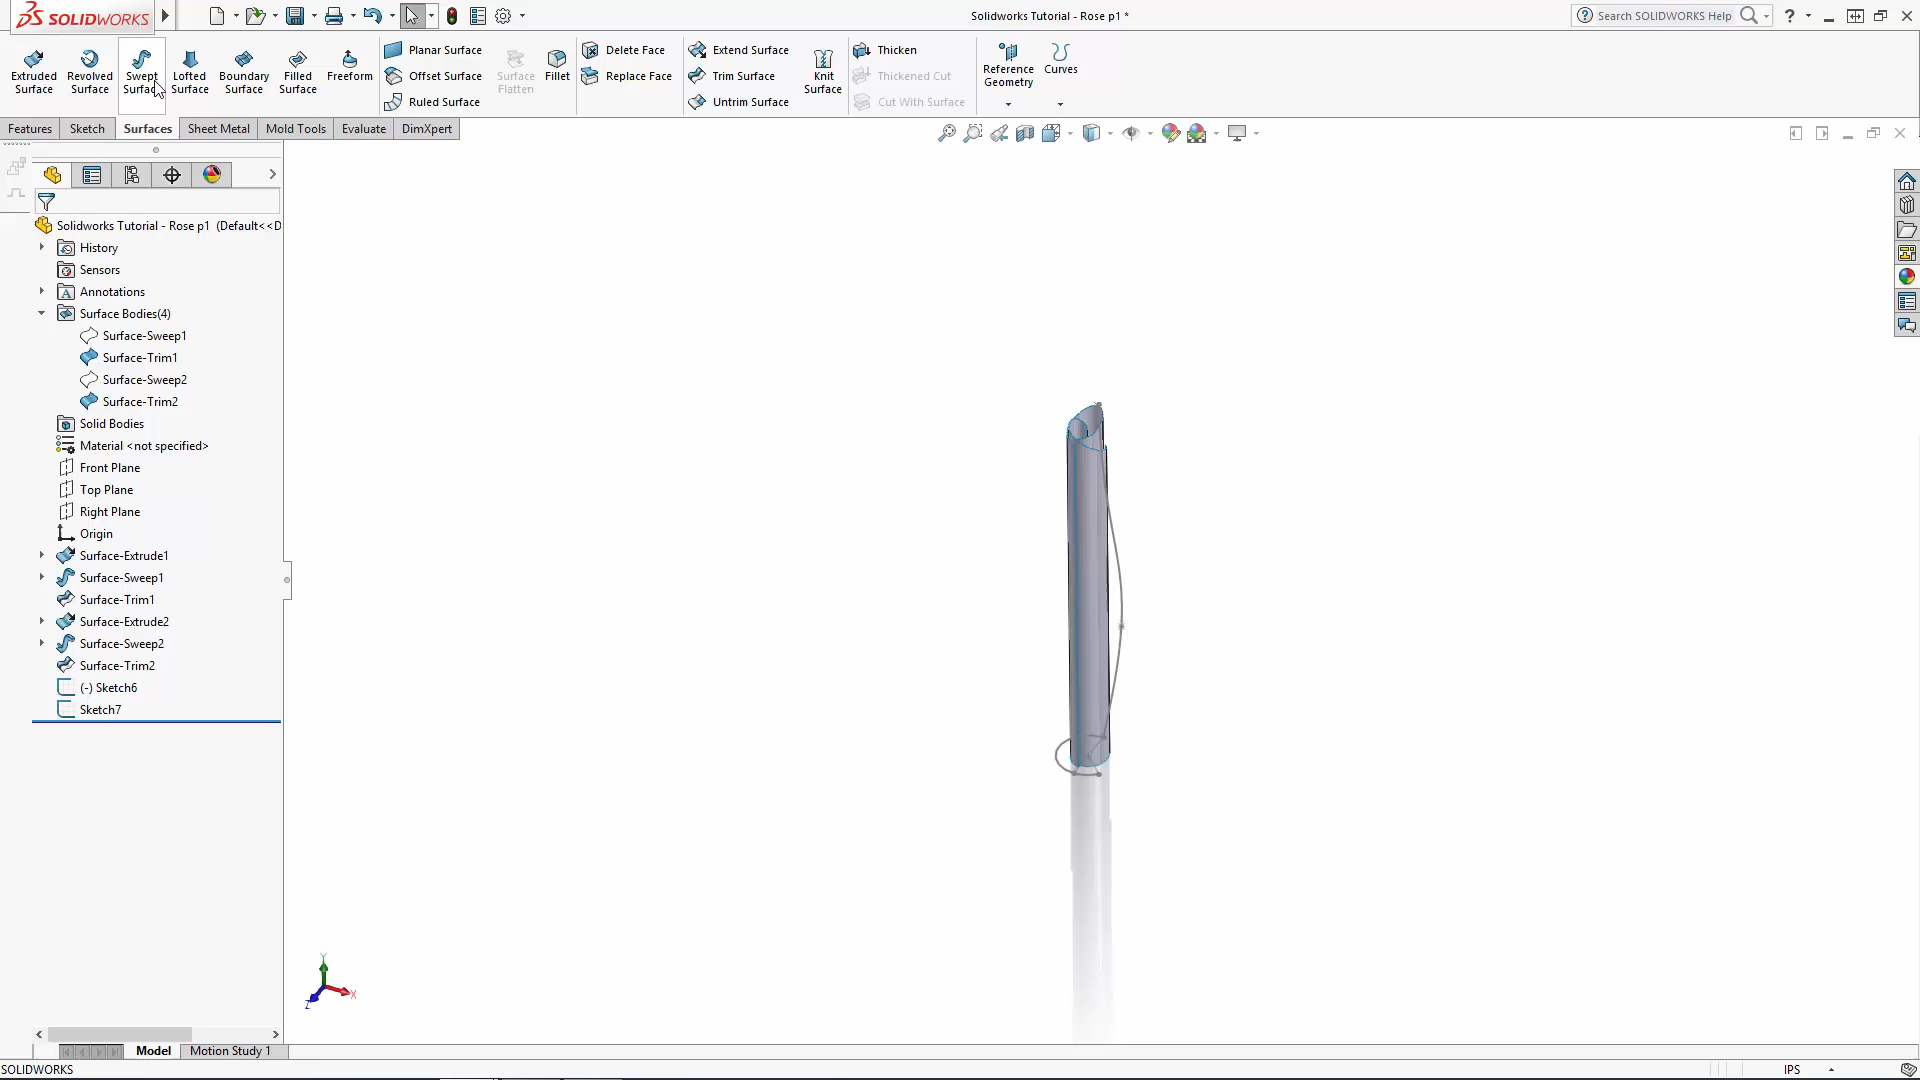 SOLIDWORKS
Solidworks Tutorial - Rose p1 *
Search SOLIDWORKS Help
Extruded Surface
Revolved Surface
Swept Surface
Lofted Surface
Boundary Surface
Filled Surface
Freeform
Planar Surface
Offset Surface
Ruled Surface
Surface Flatten
Fillet
Delete Face
Replace Face
Extend Surface
Trim Surface
Untrim Surface
Knit Surface
Thicken
Thickened Cut
Cut With Surface
Reference Geometry
Curves
Features Sketch Surfaces Sheet Metal Mold Tools Evaluate DimXpert
Solidworks Tutorial - Rose p1 (Default<<D
History
Sensors
Annotations
Surface Bodies(4)
Surface-Sweep1
Surface-Trim1
Surface-Sweep2
Surface-Trim2
Solid Bodies
Material <not specified>
Front Plane
Top Plane
Right Plane
Origin
Surface-Extrude1
Surface-Sweep1
Surface-Trim1
Surface-Extrude2
Surface-Sweep2
Surface-Trim2
(-) Sketch6
Sketch7
Y
X
Z
Model Motion Study 1
SOLIDWORKS
IPS